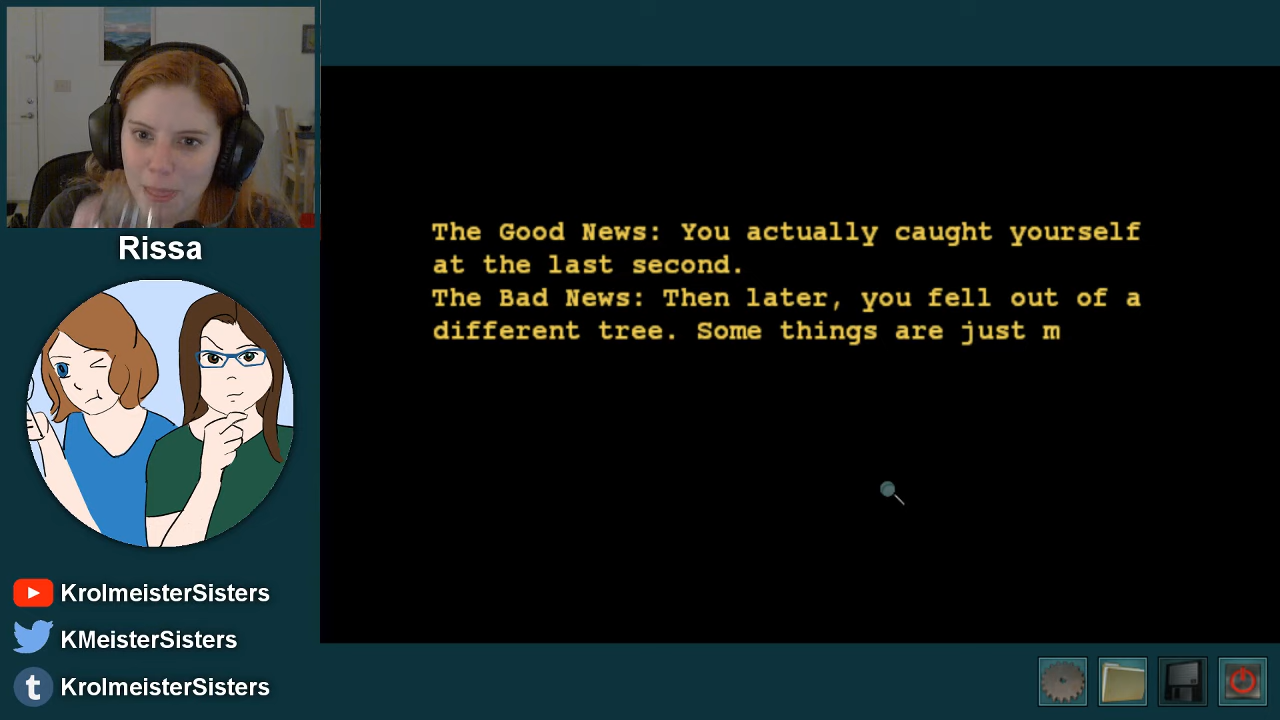 Rissa
KrolmeisterSisters
KMeisterSisters
KrolmeisterSisters
The Good News: You actually caught yourself
at the last second.
The Bad News: Then later, you fell out of a
different tree. Some things are just m